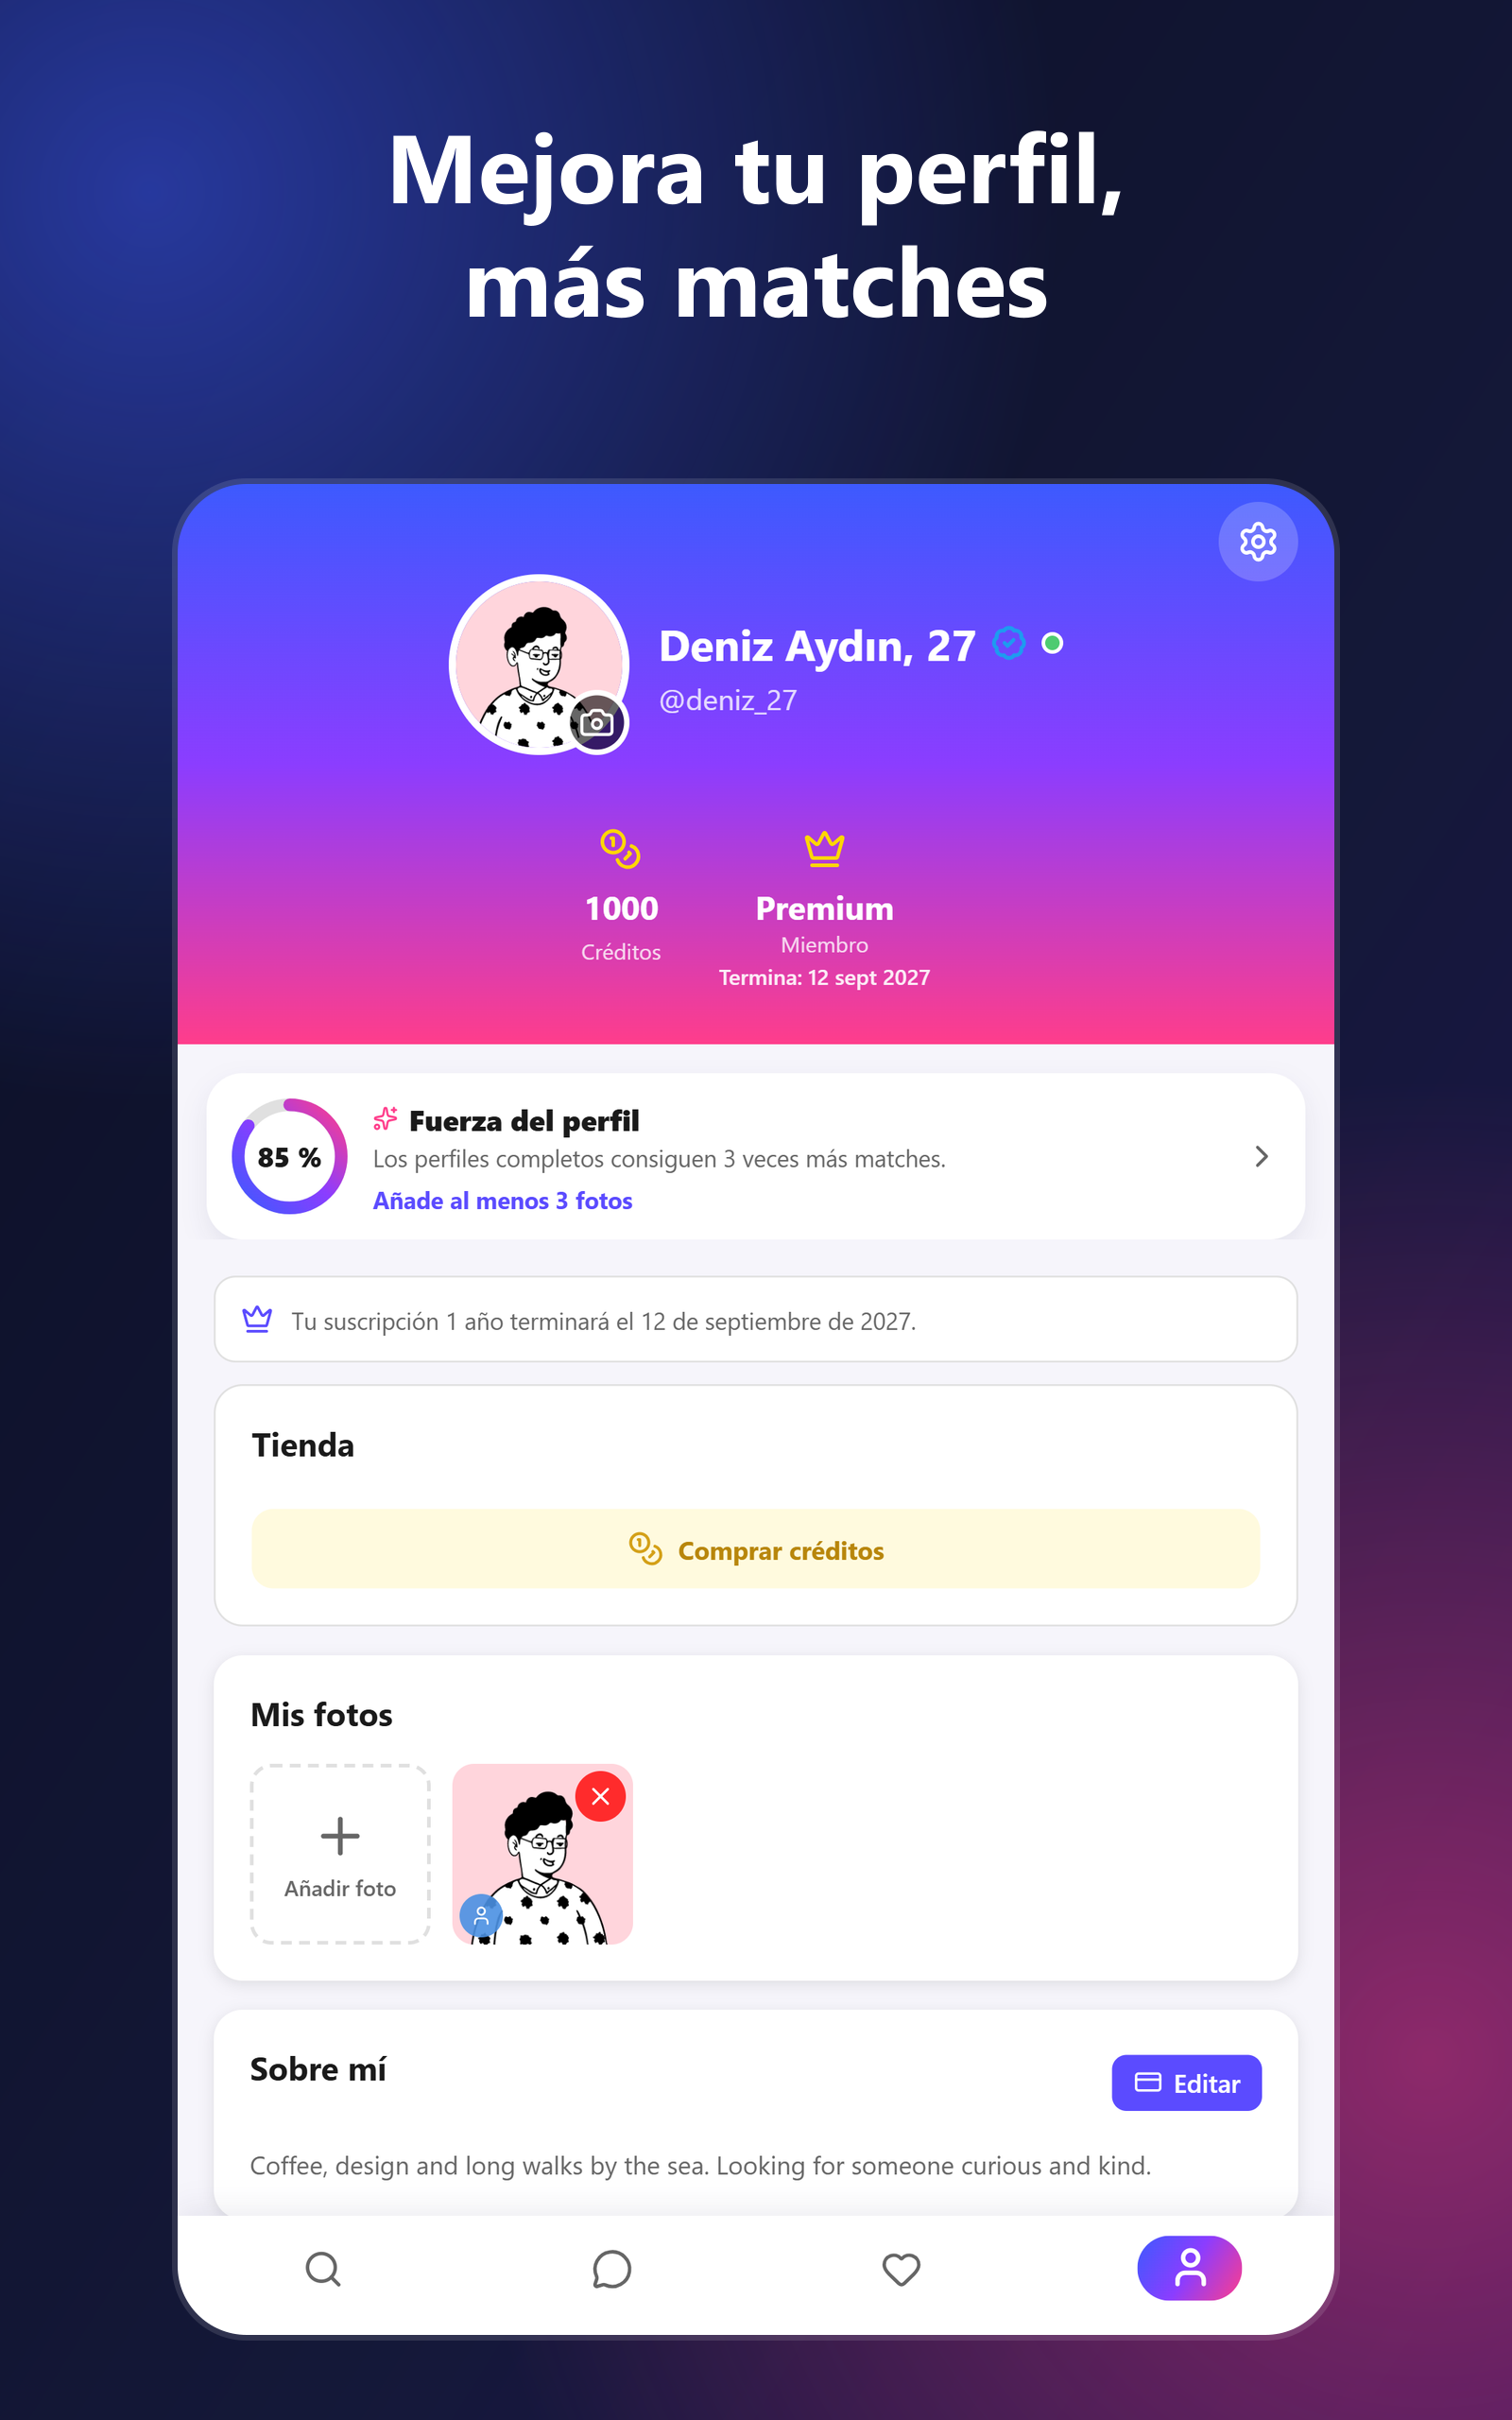 Mejora tu perfil,
más matches
Deniz Aydın, 27
@deniz_27
1000
Créditos
Premium
Miembro
Termina: 12 sept 2027
85 %
Fuerza del perfil
Los perfiles completos consiguen 3 veces más matches.
Añade al menos 3 fotos
Tu suscripción 1 año terminará el 12 de septiembre de 2027.
Tienda
Comprar créditos
Mis fotos
Añadir foto
Sobre mí
Editar
Coffee, design and long walks by the sea. Looking for someone curious and kind.